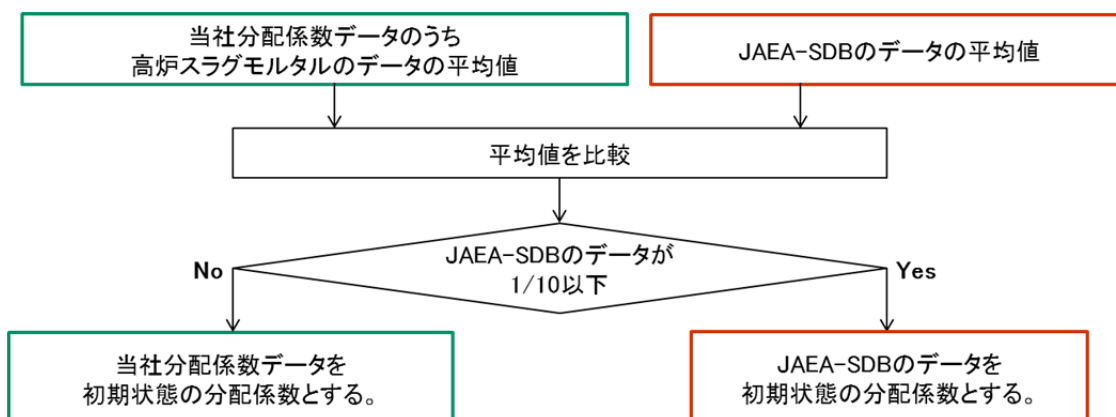 当社分配係数データのうち
高炉スラグモルタルのデータの平均値
JAEA-SDBのデータの平均値
平均値を比較
JAEA-SDBのデータが
1/10以下
No
Yes
当社分配係数データを
初期状態の分配係数とする。
JAEA-SDBのデータを
初期状態の分配係数とする。